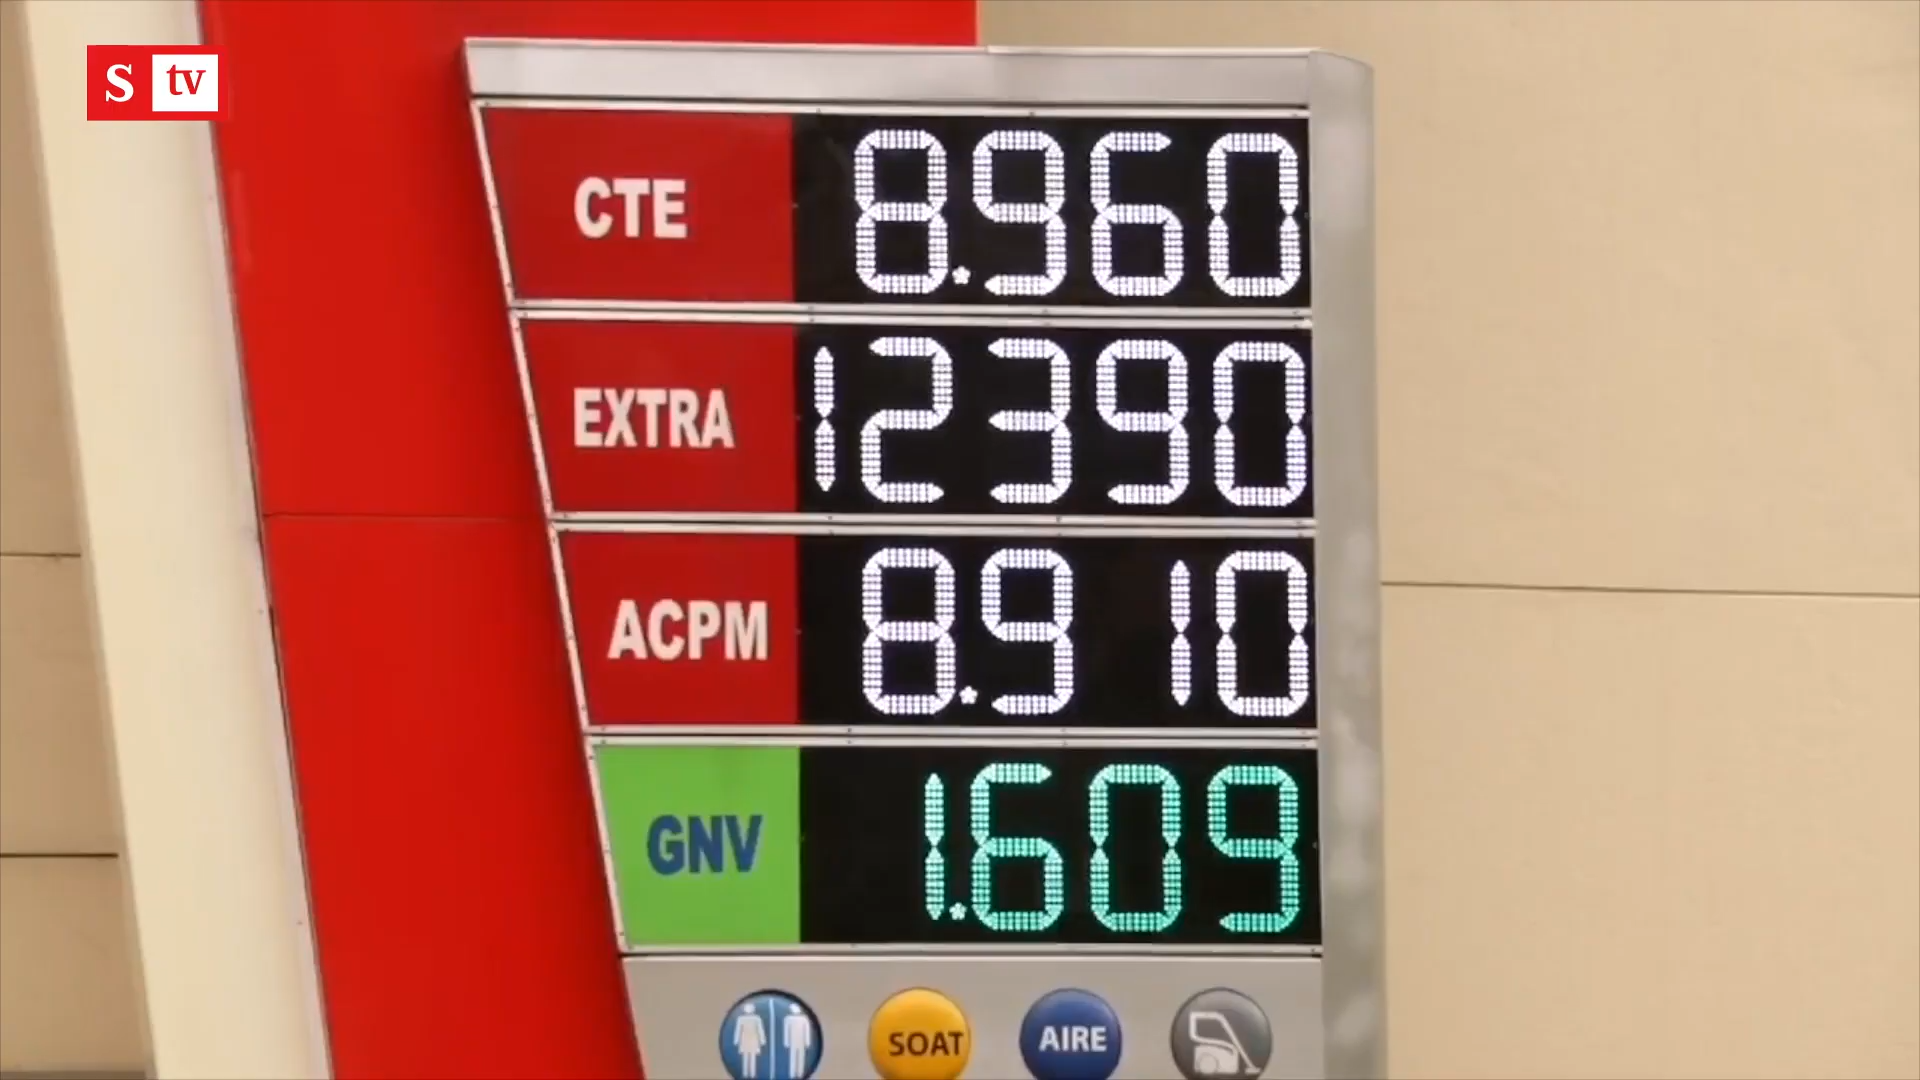 S tv
CTE 8.960
EXTRA 12390
ACPM 8.910
GNV 1.609
SOAT AIRE